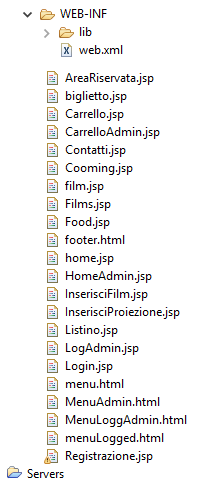 WEB-INF
lib
web.xml
AreaRiservata.jsp
biglietto.jsp
Carrello.jsp
CarrelloAdmin.jsp
Contatti.jsp
Cooming.jsp
film.jsp
Films.jsp
Food.jsp
footer.html
home.jsp
HomeAdmin.jsp
InserisciFilm.jsp
InserisciProiezione.jsp
Listino.jsp
LogAdmin.jsp
Login.jsp
menu.html
MenuAdmin.html
MenuLoggAdmin.html
menuLogged.html
Registrazione.jsp
Servers